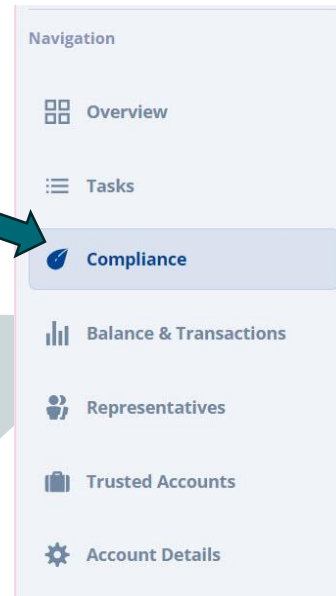 Navigation
Overview
Tasks
Compliance
Balance & Transactions
Representatives
Trusted Accounts
Account Details